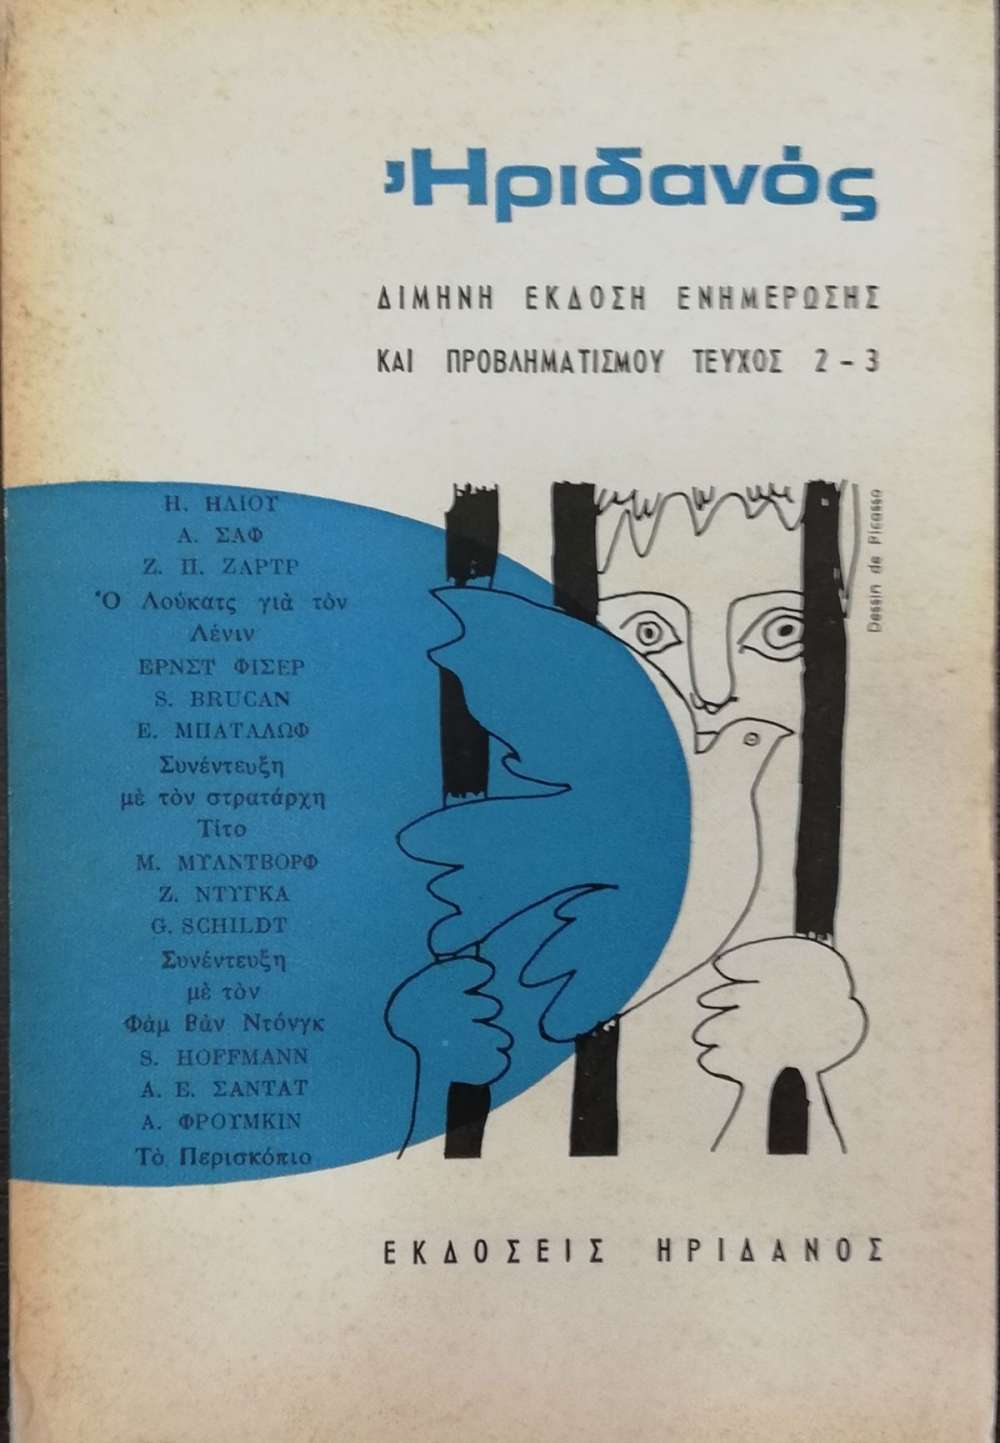 Ἠριδανός
ΔΙΜΗΝΗ ΕΚΔΟΣΗ ΕΝΗΜΕΡΩΣΗΣ
ΚΑΙ ΠΡΟΒΛΗΜΑΤΙΣΜΟΥ ΤΕΥΧΟΣ 2 – 3
Η. ΗΛΙΟΥ
Α. ΣΑΦ
Ζ. Π. ΖΑΡΤΡ
Ὁ Λούκατς γιὰ τὸν
Λένιν
ΕΡΝΣΤ ΦΙΣΕΡ
S. BRUCAN
Ε. ΜΠΑΤΑΛΩΦ
Συνέντευξη
μὲ τὸν στρατάρχη
Τίτο
Μ. ΜΥΛΝΤΒΟΡΦ
Ζ. ΝΤΥΓΚΑ
G. SCHILDT
Συνέντευξη
μὲ τὸν
Φὰμ Βὰν Ντόνγκ
S. HOFFMANN
Α. Ε. ΣΑΝΤΑΤ
Α. ΦΡΟΥΜΚΙΝ
Τὸ Περισκόπιο
Dessin de Picasso
ΕΚΔΟΣΕΙΣ ΗΡΙΔΑΝΟΣ